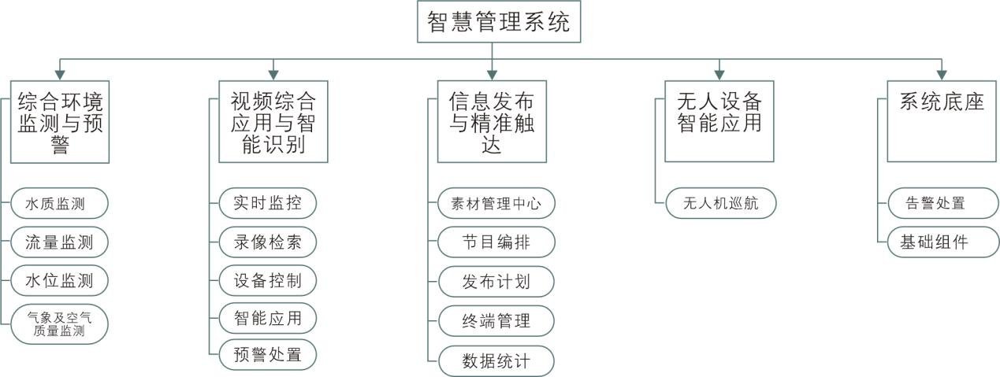 智慧管理系统
综合环境
监测与预
警
水质监测
流量监测
水位监测
气象及空气
质量监测
视频综合
应用与智
能识别
实时监控
录像检索
设备控制
智能应用
预警处置
信息发布
与精准触
达
素材管理中心
节目编排
发布计划
终端管理
数据统计
无人设备
智能应用
无人机巡航
系统底座
告警处置
基础组件